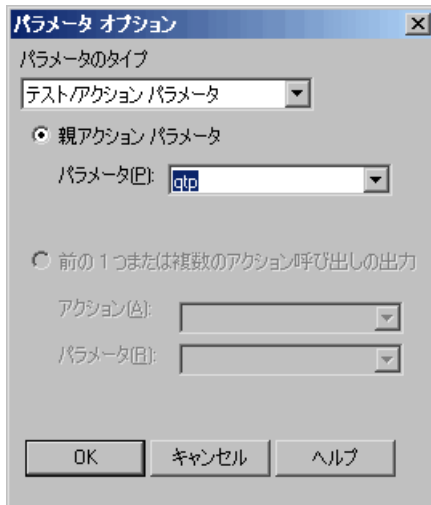 パラメータ オプション
パラメータのタイプ
テスト/アクション パラメータ
親アクション パラメータ
パラメータ(P): qtp
前の 1 つまたは複数のアクション呼び出しの出力
アクション(A):
パラメータ(R):
OK キャンセル ヘルプ